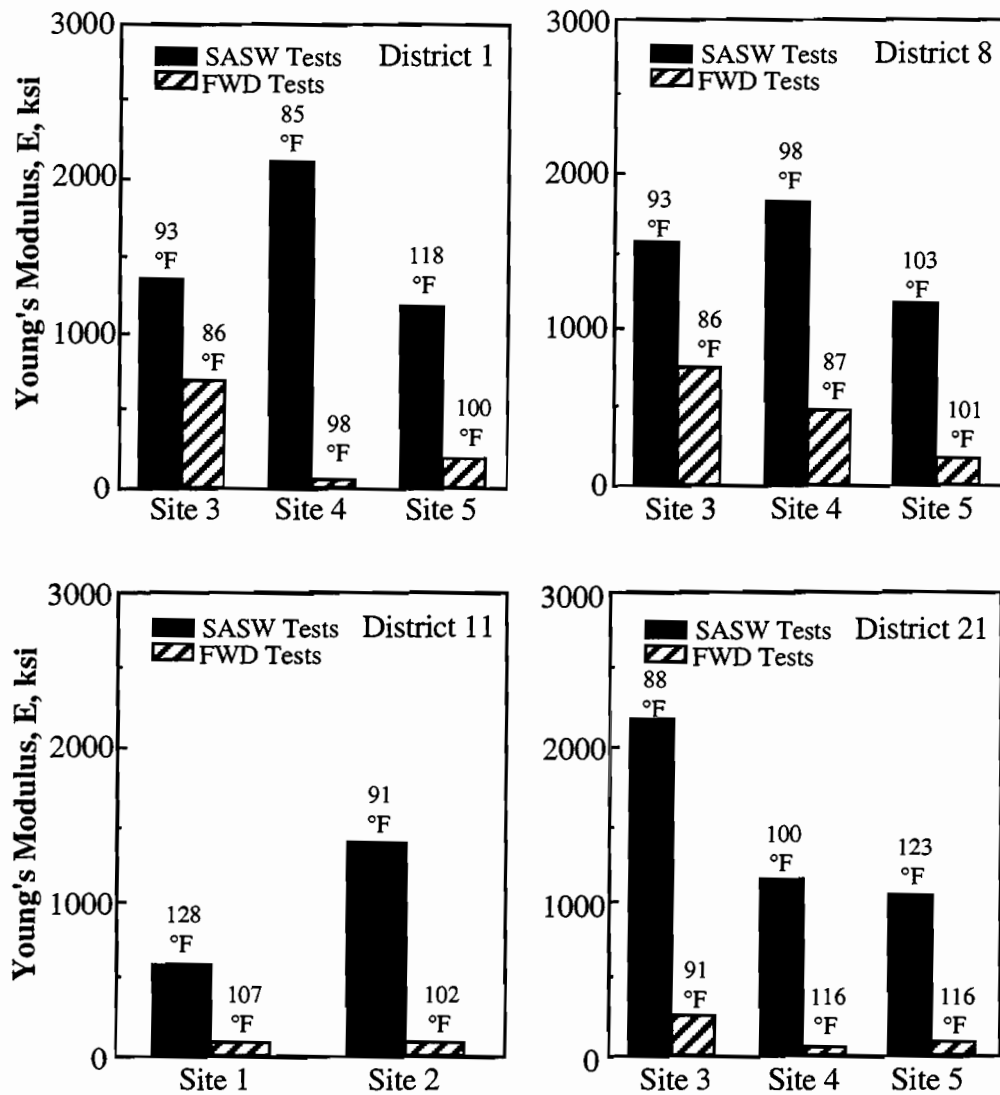 Young's Modulus, E, ksi
3000
2000
1000
0
SASW Tests District 1
FWD Tests
93
°F
86
°F
85
°F
98
°F
118
°F
100
°F
Site 3 Site 4 Site 5
3000
2000
1000
0
SASW Tests District 8
FWD Tests
93
°F
86
°F
98
°F
87
°F
103
°F
101
°F
Site 3 Site 4 Site 5
Young's Modulus, E, ksi
3000
2000
1000
0
SASW Tests District 11
FWD Tests
128
°F
107
°F
91
°F
102
°F
Site 1 Site 2
3000
2000
1000
0
SASW Tests District 21
FWD Tests
88
°F
91
°F
100
°F
116
°F
123
°F
116
°F
Site 3 Site 4 Site 5